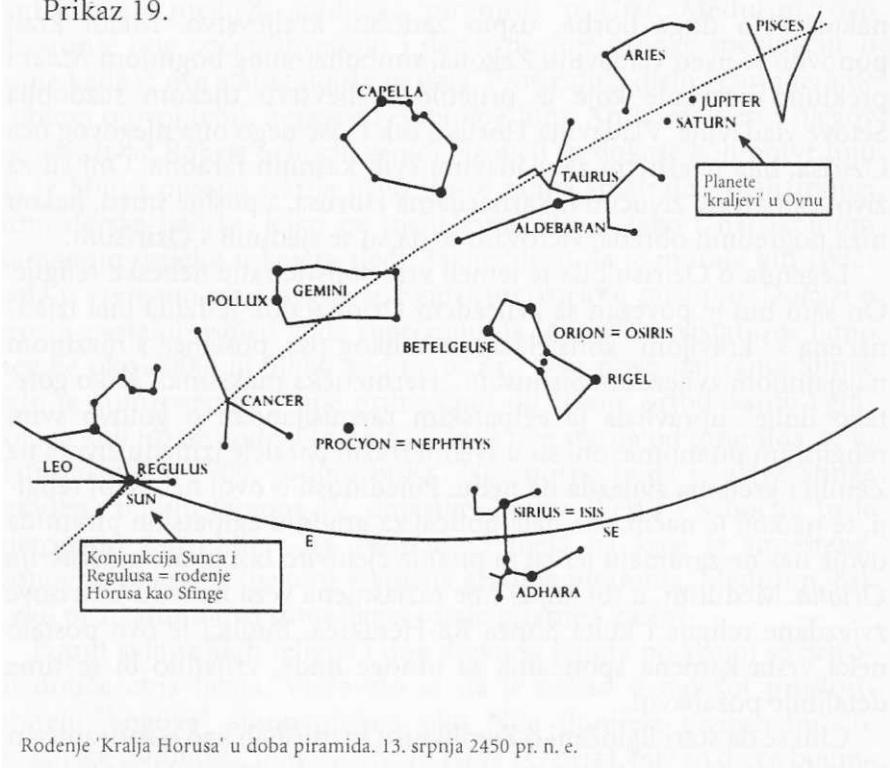 Prikaz 19.
PISCES
ARIES
CAPELLA
JUPITER
SATURN
TAURUS
Planete
'kraljevi' u Ovnu
ALDEBARAN
GEMINI
POLLUX
ORION = OSIRIS
BETELGEUSE
RIGEL
CANCER
PROCYON = NEPHTHYS
LEO
REGULUS
SUN
SIRIUS = ISIS
E
SE
Konjunkcija Sunca i
Regulusa = rođenje
Horusa kao Sfinge
ADHARA
Rođenje 'Kralja Horusa' u doba piramida. 13. srpnja 2450 pr. n. e.